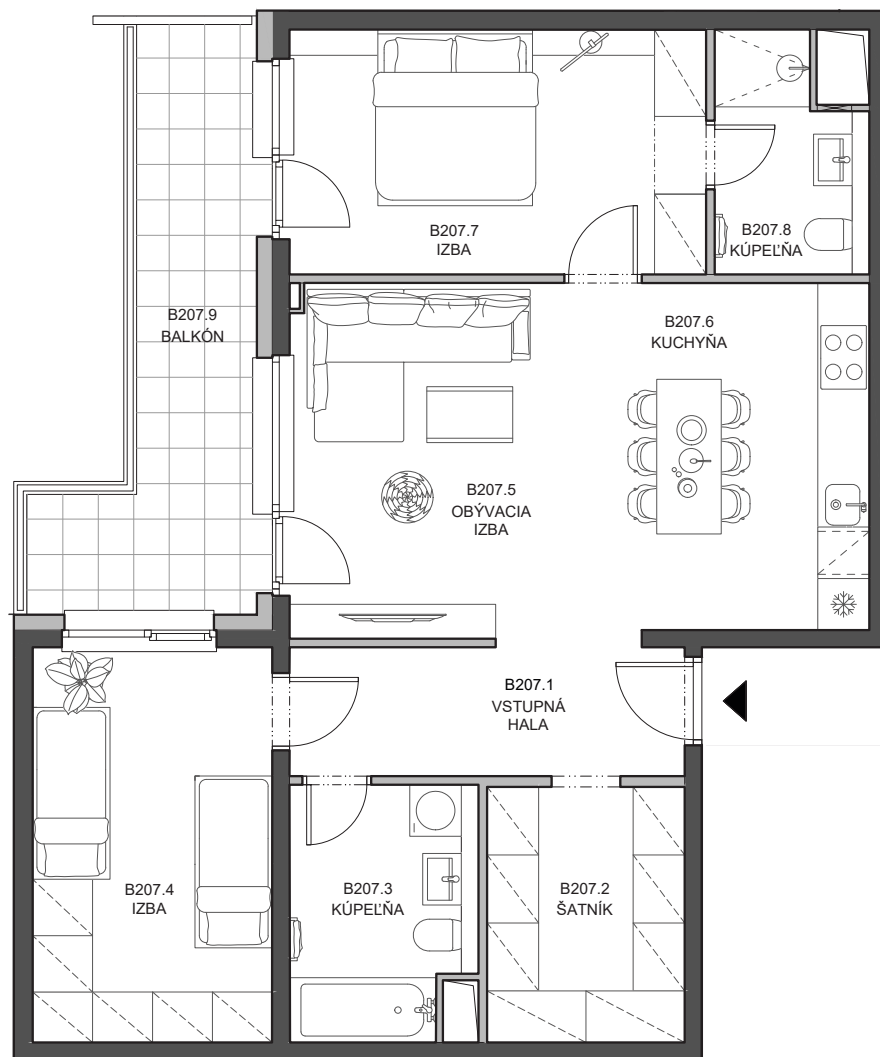 B207.7
IZBA
B207.8
KÚPEĽŇA
B207.9
BALKÓN
B207.6
KUCHYŇA
B207.5
OBÝVACIA
IZBA
B207.1
VSTUPNÁ
HALA
B207.4
IZBA
B207.3
KÚPEĽŇA
B207.2
ŠATNÍK